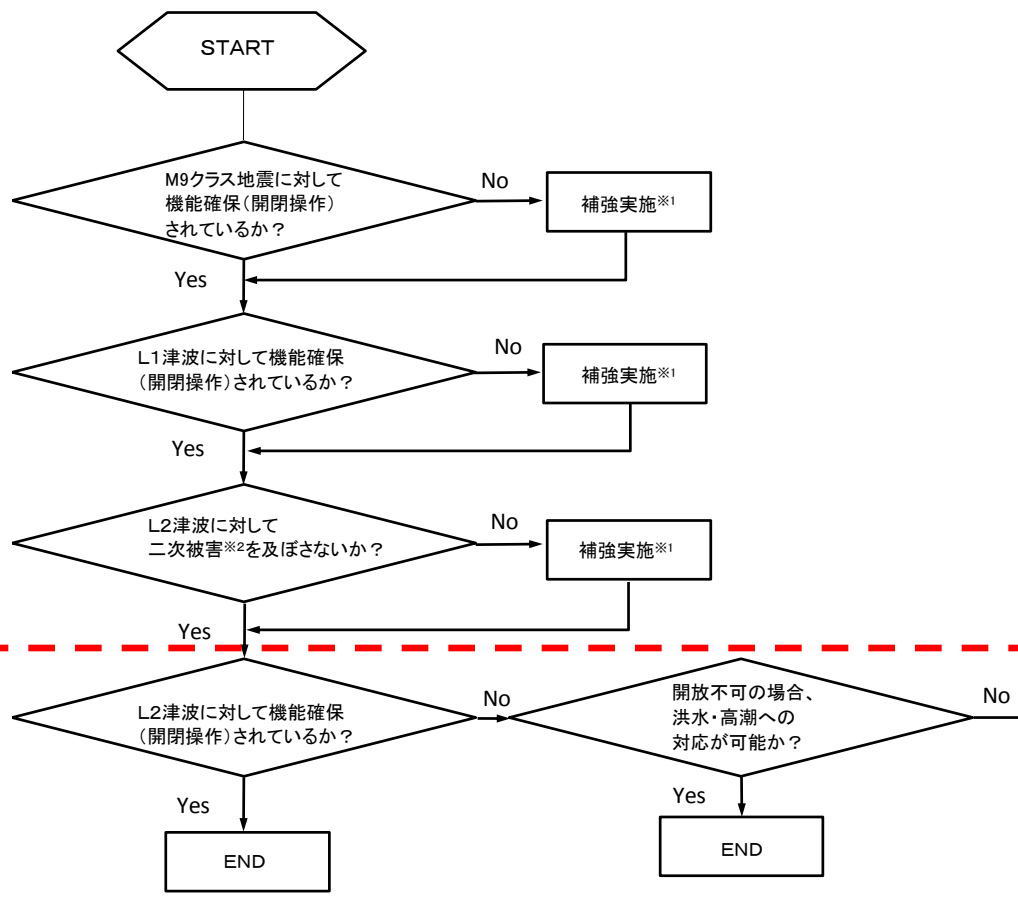 START
M9クラス地震に対して
機能確保(開閉操作)
されているか?
No
補強実施※1
Yes
L1津波に対して機能確保
(開閉操作)されているか?
No
補強実施※1
Yes
L2津波に対して
二次被害※2を及ぼさないか?
No
補強実施※1
Yes
L2津波に対して機能確保
(開閉操作)されているか?
No
開放不可の場合、
洪水・高潮への
対応が可能か?
No
Yes
Yes
END
END